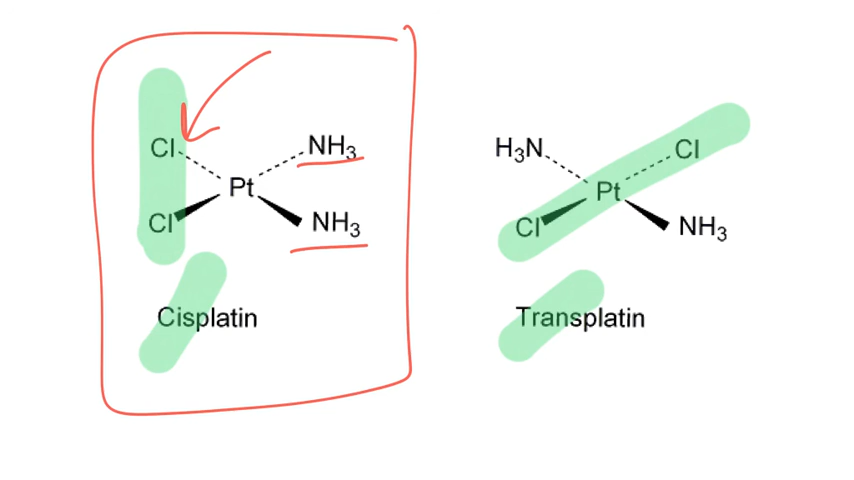 Cl NH₃ H₃N Cl
Pt Pt
Cl NH₃ Cl NH₃
Cisplatin Transplatin